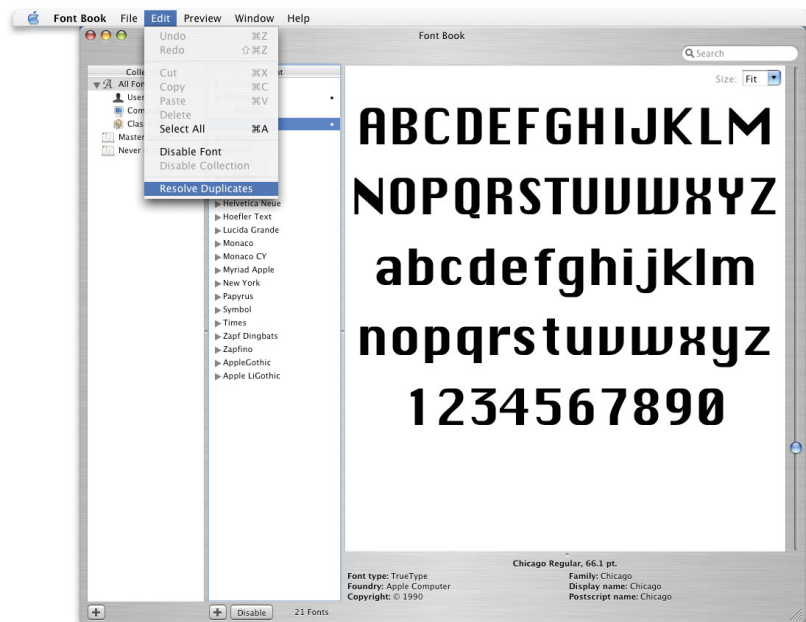 Font Book File Edit Preview Window Help
Font Book
Undo ⌘Z
Redo ⇧⌘Z
Cut ⌘X
Copy ⌘C
Paste ⌘V
Delete
Select All ⌘A
Disable Font
Disable Collection
Resolve Duplicates
Search
Size: Fit
All
User
Master
Never
Helvetica Neue
Hoefler Text
Lucida Grande
Monaco
Monaco CY
Myriad Apple
New York
Papyrus
Symbol
Times
Zapf Dingbats
Zapfino
AppleGothic
Apple LiGothic
ABCDEFGHIJKLM
NOPQRSTUVWXYZ
abcdefghijklm
nopqrstuvwxyz
1234567890
Chicago Regular, 66.1 pt.
Font type: TrueType
Foundry: Apple Computer
Copyright: © 1990
Family: Chicago
Display name: Chicago
Postscript name: Chicago
Disable
21 Fonts